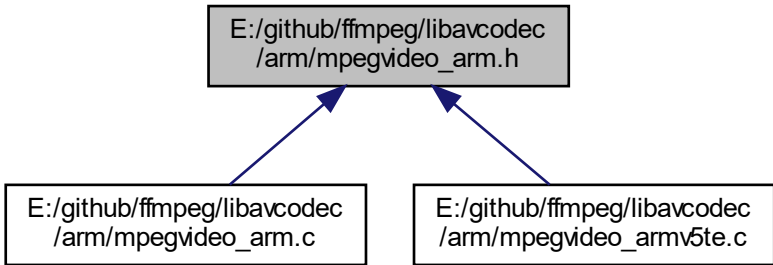 E:/github/ffmpeg/libavcodec
/arm/mpegvideo_arm.h
E:/github/ffmpeg/libavcodec
/arm/mpegvideo_arm.c
E:/github/ffmpeg/libavcodec
/arm/mpegvideo_armv5te.c